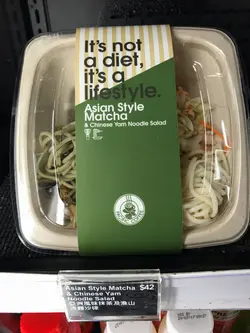 It's not
a diet,
it's a
lifestyle.
Asian Style
Matcha
& Chinese Yam Noodle Salad
Asian Style Matcha $42
& Chinese Yam
Noodle Salad